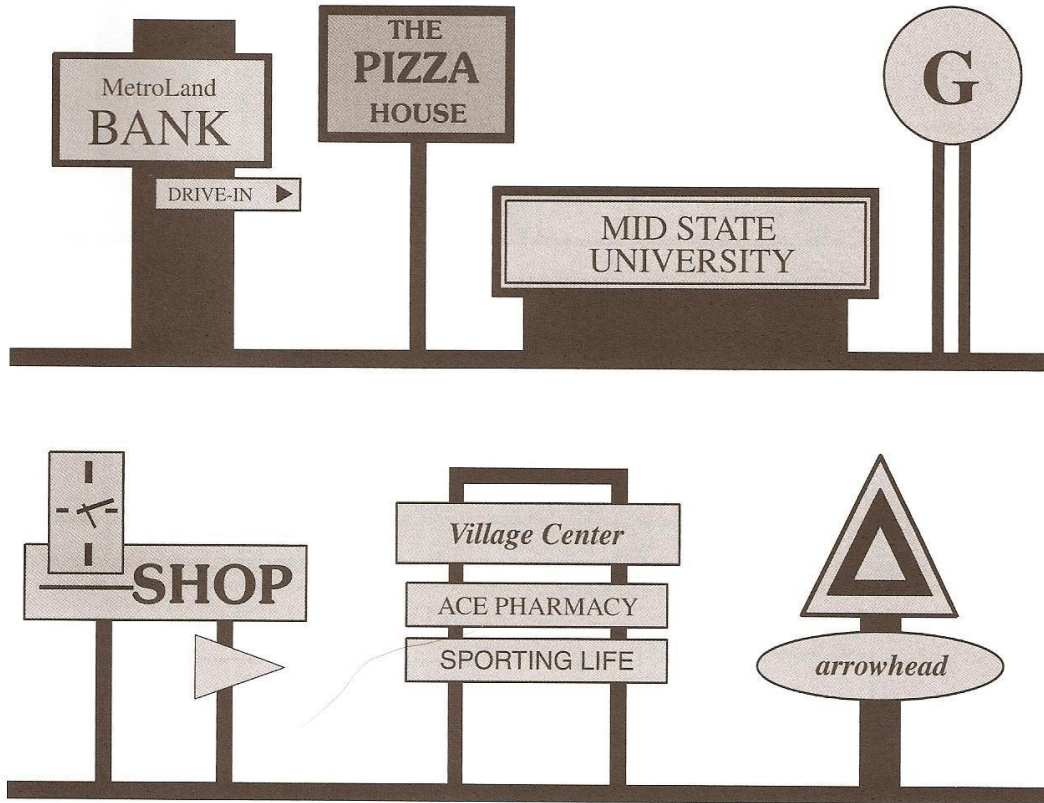 MetroLand
BANK
DRIVE-IN
THE
PIZZA
HOUSE
MID STATE
UNIVERSITY
G
SHOP
Village Center
ACE PHARMACY
SPORTING LIFE
arrowhead